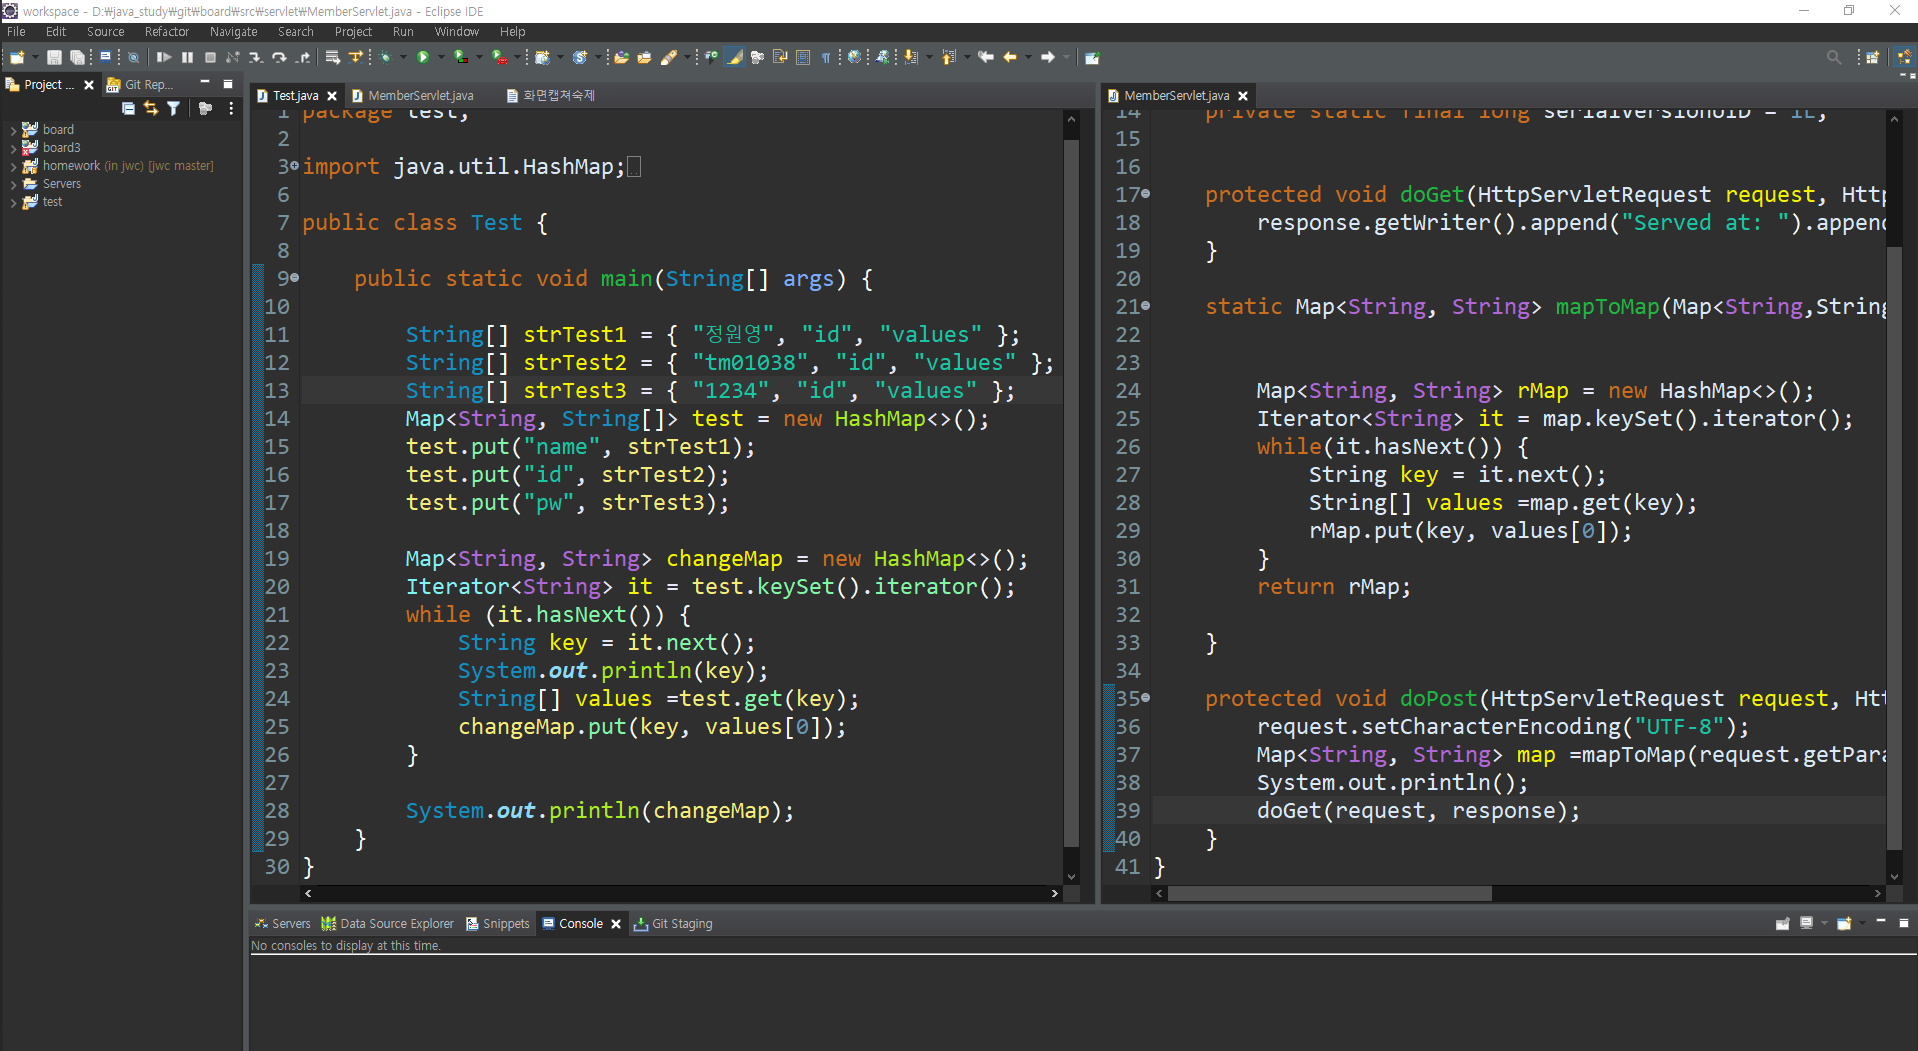 workspace - D:₩java_study₩git₩board₩src₩servlet₩MemberServlet.java - Eclipse IDE
File Edit Source Refactor Navigate Search Project Run Window Help
Project ... Git Rep...
board
board3
homework (in jwc) [jwc master]
Servers
test
Test.java MemberServlet.java 화면캡쳐숙제
1 package test;
2
3 import java.util.HashMap;
6
7 public class Test {
8
9 public static void main(String[] args) {
10
11 String[] strTest1 = { "정원영", "id", "values" };
12 String[] strTest2 = { "tm01038", "id", "values" };
13 String[] strTest3 = { "1234", "id", "values" };
14 Map<String, String[]> test = new HashMap<>();
15 test.put("name", strTest1);
16 test.put("id", strTest2);
17 test.put("pw", strTest3);
18
19 Map<String, String> changeMap = new HashMap<>();
20 Iterator<String> it = test.keySet().iterator();
21 while (it.hasNext()) {
22 String key = it.next();
23 System.out.println(key);
24 String[] values =test.get(key);
25 changeMap.put(key, values[0]);
26 }
27
28 System.out.println(changeMap);
29 }
30 }
MemberServlet.java
14 private static final long serialVersionUID = 1L;
15
16
17 protected void doGet(HttpServletRequest request, Http
18 response.getWriter().append("Served at: ").append
19 }
20
21 static Map<String, String> mapToMap(Map<String,String
22
23
24 Map<String, String> rMap = new HashMap<>();
25 Iterator<String> it = map.keySet().iterator();
26 while(it.hasNext()) {
27 String key = it.next();
28 String[] values =map.get(key);
29 rMap.put(key, values[0]);
30 }
31 return rMap;
32
33 }
34
35 protected void doPost(HttpServletRequest request, Htt
36 request.setCharacterEncoding("UTF-8");
37 Map<String, String> map =mapToMap(request.getPara
38 System.out.println();
39 doGet(request, response);
40 }
41 }
Servers Data Source Explorer Snippets Console Git Staging
No consoles to display at this time.